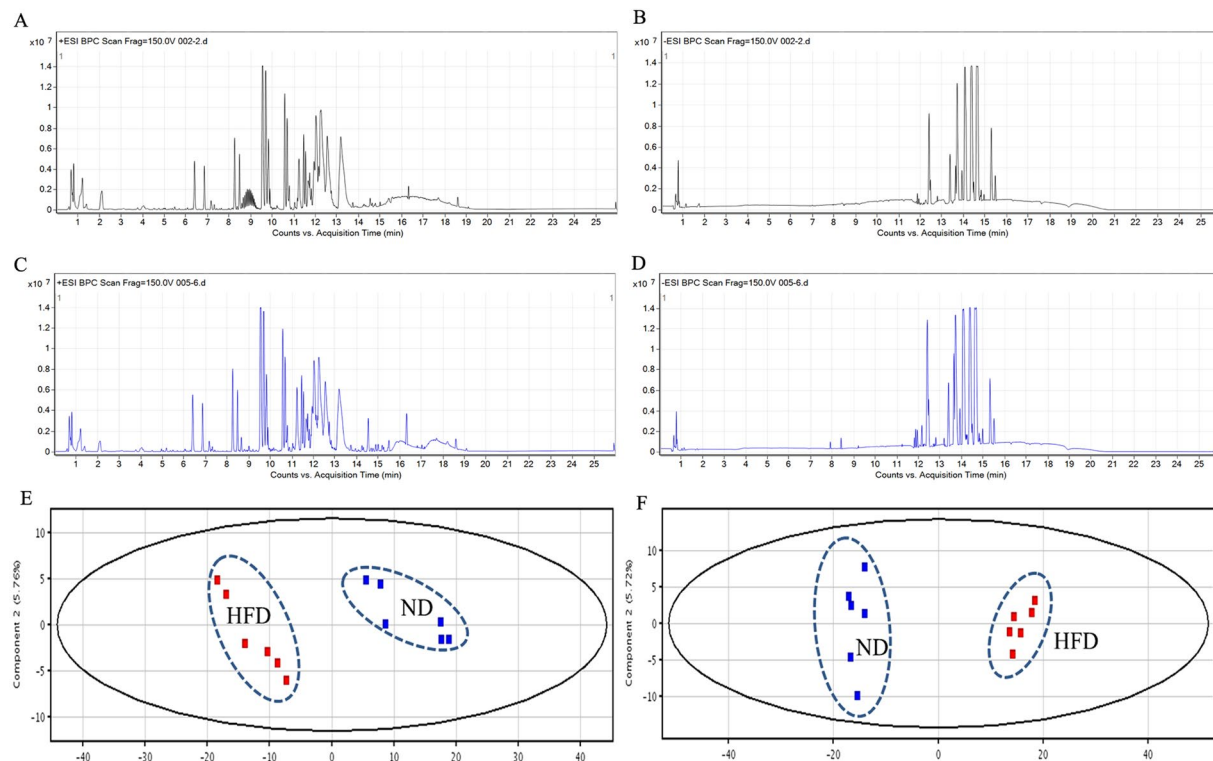 A
+ESI BPC Scan Frag=150.0V 002-2.d
x10 7
1 1
1.4
1.2
1
0.8
0.6
0.4
0.2
0
1 2 3 4 5 6 7 8 9 10 11 12 13 14 15 16 17 18 19 20 21 22 23 24 25
Counts vs. Acquisition Time (min)
B
-ESI BPC Scan Frag=150.0V 002-2.d
x10 7
1
1.4
1.2
1
0.8
0.6
0.4
0.2
0
1 2 3 4 5 6 7 8 9 10 11 12 13 14 15 16 17 18 19 20 21 22 23 24 25
Counts vs. Acquisition Time (min)
C
+ESI BPC Scan Frag=150.0V 005-6.d
x10 7
1 1
1.4
1.2
1
0.8
0.6
0.4
0.2
0
1 2 3 4 5 6 7 8 9 10 11 12 13 14 15 16 17 18 19 20 21 22 23 24 25
Counts vs. Acquisition Time (min)
D
-ESI BPC Scan Frag=150.0V 005-6.d
x10 7
1
1.4
1.2
1
0.8
0.6
0.4
0.2
0
1 2 3 4 5 6 7 8 9 10 11 12 13 14 15 16 17 18 19 20 21 22 23 24 25
Counts vs. Acquisition Time (min)
E
Component 2 (5.76%)
10
5
0
-5
-10
HFD
ND
-40 -30 -20 -10 0 10 20 30 40
F
Component 2 (5.72%)
10
5
0
-5
-10
ND
HFD
-40 -20 0 20 40